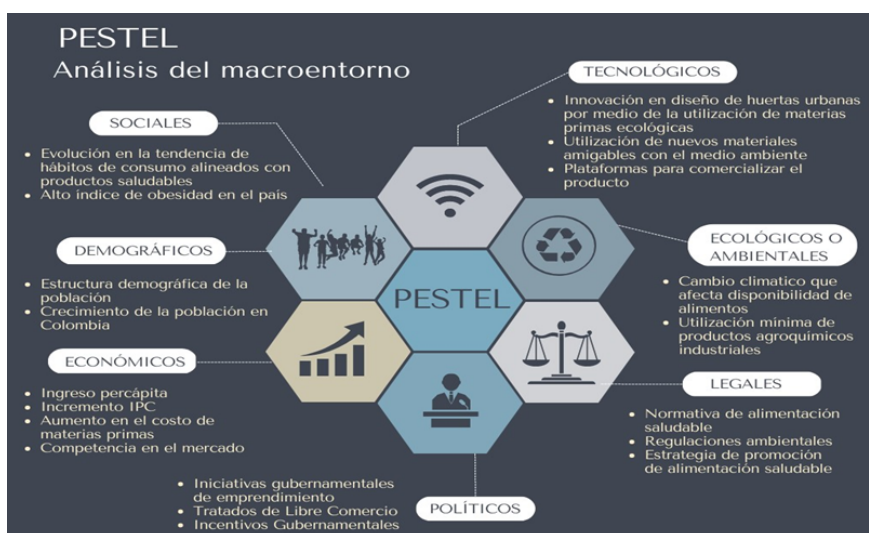 PESTEL
Análisis del macroentorno
SOCIALES
• Evolución en la tendencia de
hábitos de consumo alineados con
productos saludables
• Alto índice de obesidad en el pais
DEMOGRÁFICOS
• Estructura demográfica de la
población
• Crecimiento de la población en
Colombia
ECONÓMICOS
• Ingreso percápita
• Incremento IPC
• Aumento en el costo de
materias primas
• Competencia en el mercado
PESTEL
TECNOLÓGICOS
• Innovación en diseño de huertas urbanas
por medio de la utilización de materias
primas ecológicas
• Utilización de nuevos materiales
amigables con el medio ambiente
• Plataformas para comercializar el
producto
ECOLÓGICOS O
AMBIENTALES
• Cambio climatico que
afecta disponibilidad de
alimentos
• Utilización mínima de
productos agroquímicos
industriales
LEGALES
• Normativa de alimentación
saludable
• Regulaciones ambientales
• Estrategia de promoción
de alimentación saludable
POLÍTICOS
• Iniciativas gubernamentales
de emprendimiento
• Tratados de Libre Comercio
• Incentivos Gubernamentales